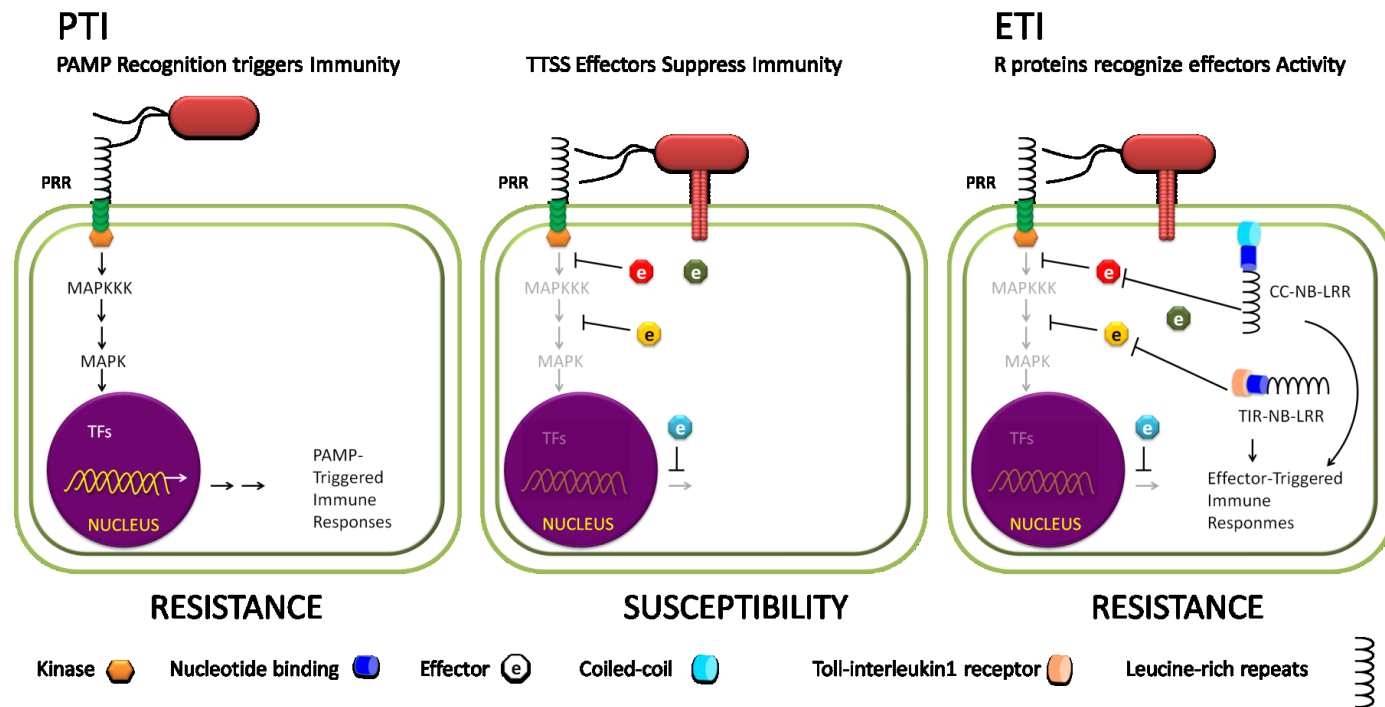 PTI
PAMP Recognition triggers Immunity
PRR
MAPKKK
MAPK
TFs
NUCLEUS
PAMP-
Triggered
Immune
Responses
RESISTANCE
TTSS Effectors Suppress Immunity
PRR
e
e
MAPKKK
e
MAPK
e
TFs
NUCLEUS
SUSCEPTIBILITY
ETI
R proteins recognize effectors Activity
PRR
e
MAPKKK
CC-NB-LRR
e
e
MAPK
TIR-NB-LRR
e
TFs
Effector-Triggered
Immune
Responmes
NUCLEUS
RESISTANCE
Kinase
Nucleotide binding
Effector e
Coiled-coil
Toll-interleukin1 receptor
Leucine-rich repeats